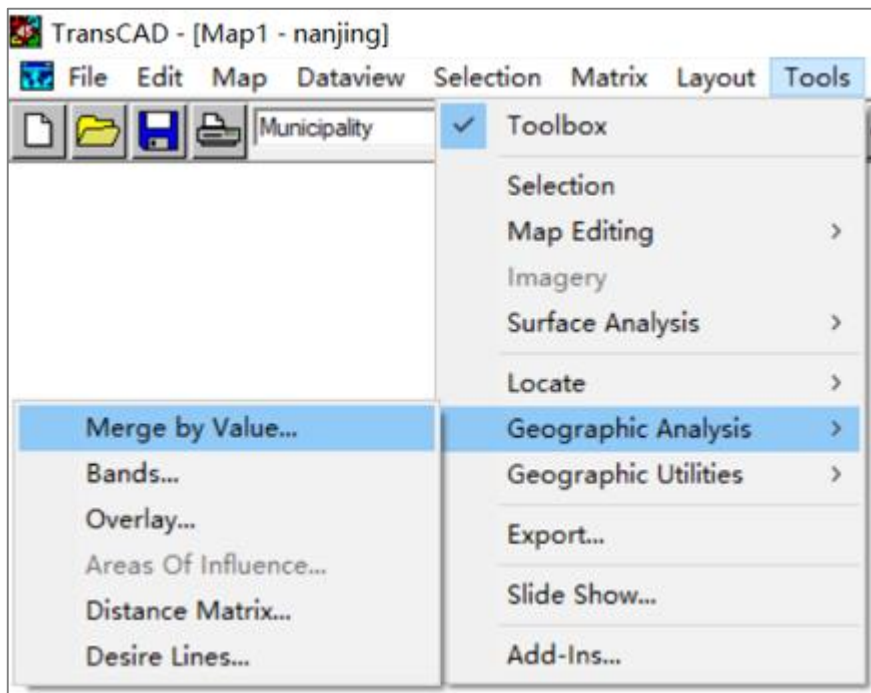 TransCAD - [Map1 - nanjing]
File Edit Map Dataview Selection Matrix Layout Tools
Municipality
Toolbox
Selection
Map Editing
Imagery
Surface Analysis
Locate
Geographic Analysis
Geographic Utilities
Export...
Slide Show...
Add-Ins...
Merge by Value...
Bands...
Overlay...
Areas Of Influence...
Distance Matrix...
Desire Lines...